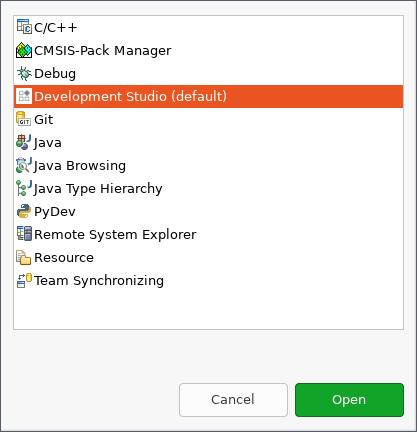 C/C++
CMSIS-Pack Manager
Debug
Development Studio (default)
Git
Java
Java Browsing
Java Type Hierarchy
PyDev
Remote System Explorer
Resource
Team Synchronizing
Cancel Open